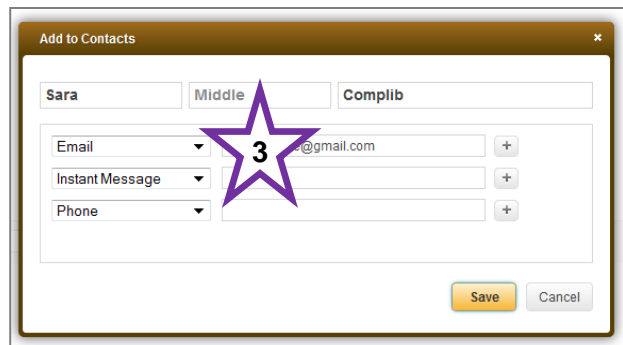 Add to Contacts ×
Sara Middle Complib
Email 3 e@gmail.com +
Instant Message +
Phone +
Save Cancel